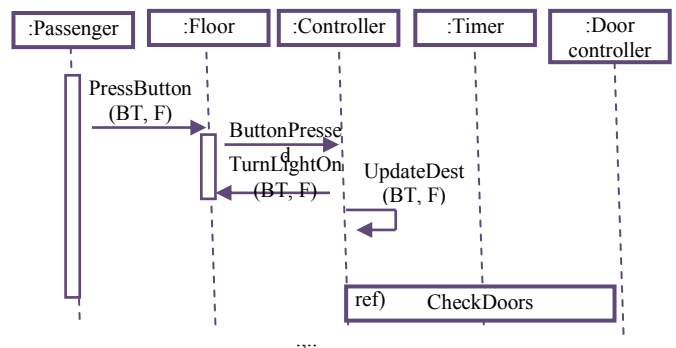 :Passenger
:Floor
:Controller
:Timer
:Door
controller
PressButton
(BT, F)
ButtonPresse
d
TurnLightOn
(BT, F)
UpdateDest
(BT, F)
ref)
CheckDoors